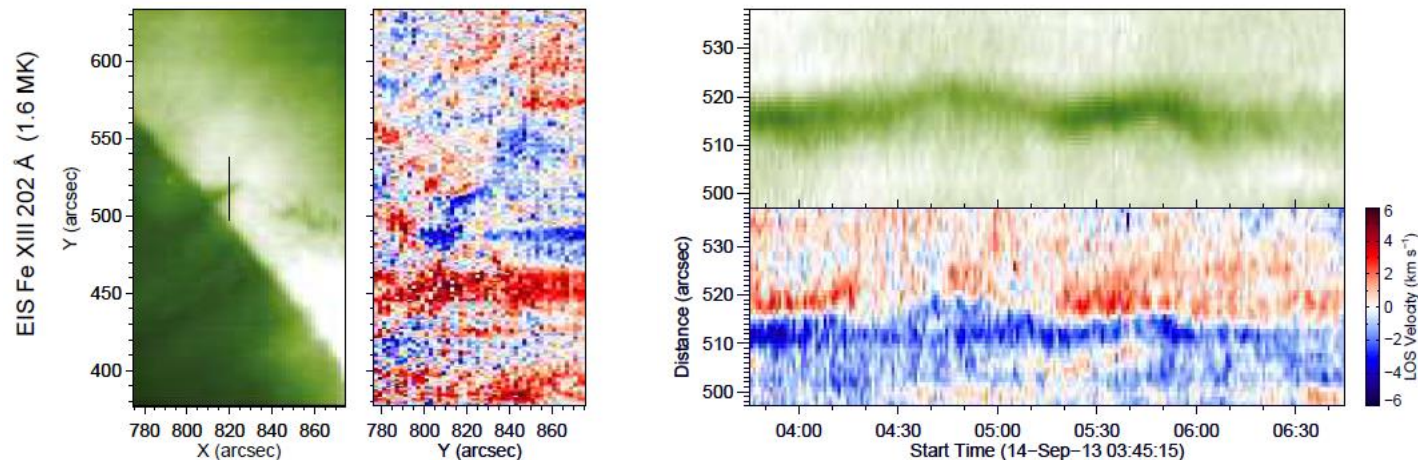 EIS Fe XIII 202 Å (1.6 MK)
Y (arcsec)
600
550
500
450
400
780 800 820 840 860
X (arcsec)
780 800 820 840 860
Y (arcsec)
530
520
510
500
Distance (arcsec)
530
520
510
500
04:00 04:30 05:00 05:30 06:00 06:30
Start Time (14-Sep-13 03:45:15)
6
4
2
0
-2
-4
-6
LOS Velocity (km s⁻¹)